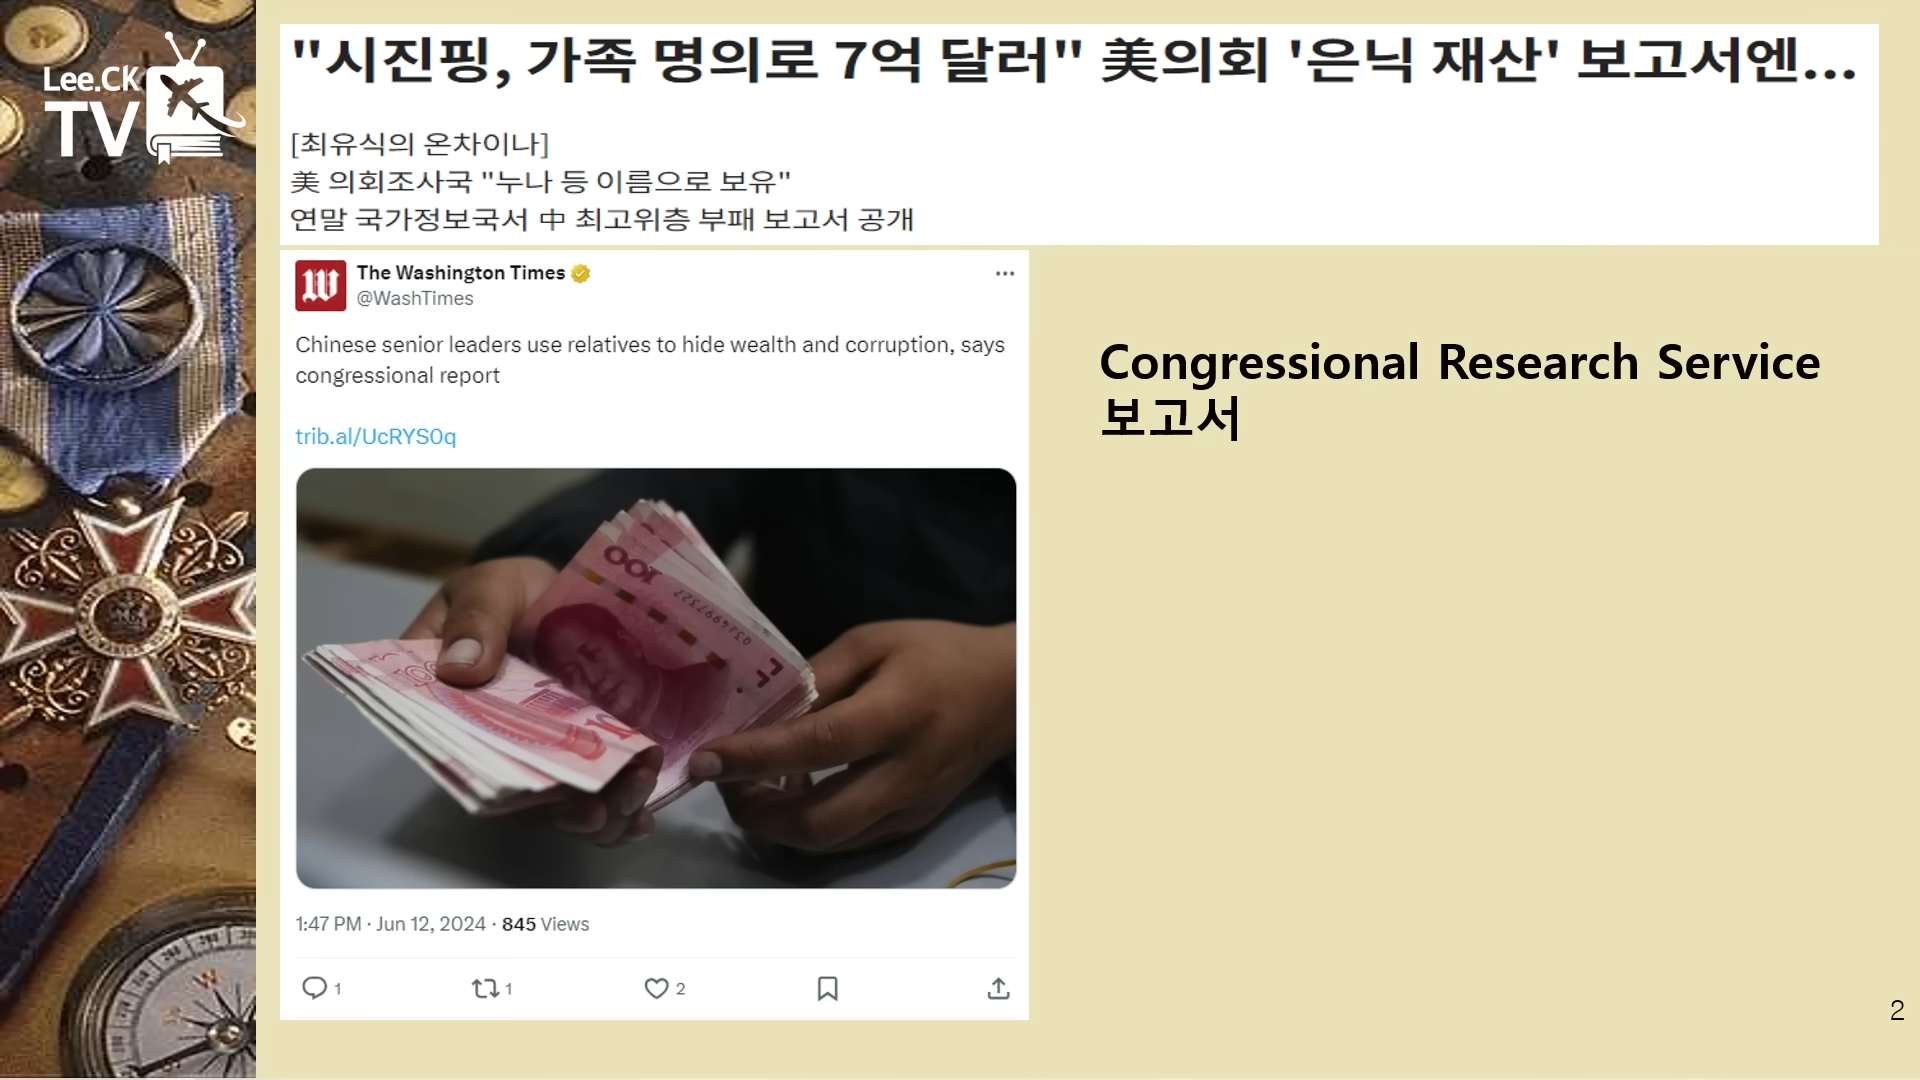 Lee.CK
TV
"시진핑, 가족 명의로 7억 달러" 美의회 '은닉 재산' 보고서엔...
[최유식의 온차이나]
美 의회조사국 "누나 등 이름으로 보유"
연말 국가정보국서 中 최고위층 부패 보고서 공개
The Washington Times
@WashTimes
Chinese senior leaders use relatives to hide wealth and corruption, says
congressional report
trib.al/UcRYS0q
100
1:47 PM · Jun 12, 2024 · 845 Views
1
1
2
Congressional Research Service
보고서
2